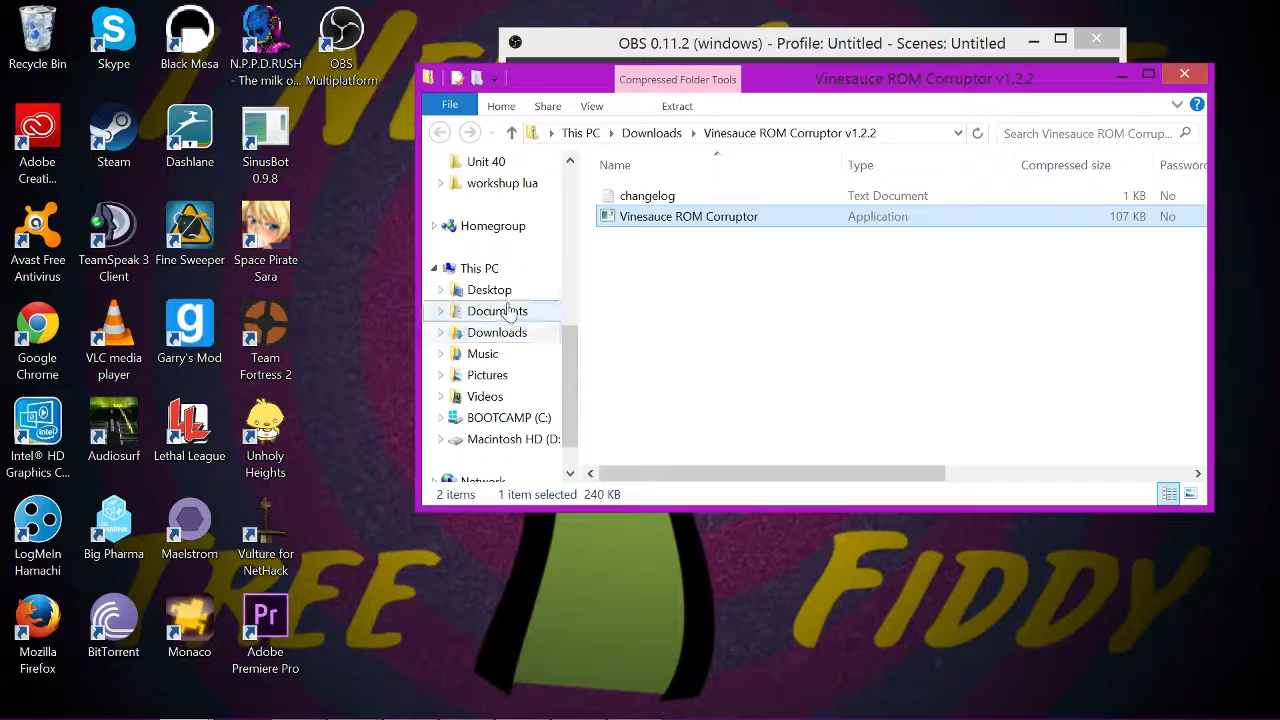 Recycle Bin
Skype
Black Mesa
N.P.P.D.RUSH
- The milk o...
OBS
Multiplatform
Adobe
Creati...
Steam
Dashlane
SinusBot
0.9.8
Avast Free
Antivirus
TeamSpeak 3
Client
Fine Sweeper
Space Pirate
Sara
Google
Chrome
VLC media
player
Garry's Mod
Team
Fortress 2
Intel® HD
Graphics C...
Audiosurf
Lethal League
Unholy
Heights
LogMeIn
Hamachi
Big Pharma
Maelstrom
Vulture for
NetHack
Mozilla
Firefox
BitTorrent
Monaco
Adobe
Premiere Pro
OBS 0.11.2 (windows) - Profile: Untitled - Scenes: Untitled
Compressed Folder Tools
Vinesauce ROM Corruptor v1.2.2
File
Home
Share
View
Extract
This PC
Downloads
Vinesauce ROM Corruptor v1.2.2
Search Vinesauce ROM Corrup...
Unit 40
workshup lua
Homegroup
This PC
Desktop
Documents
Downloads
Music
Pictures
Videos
BOOTCAMP (C:)
Macintosh HD (D:
Network
Name
Type
Compressed size
Password
changelog
Text Document
1 KB
No
Vinesauce ROM Corruptor
Application
107 KB
No
2 items
1 item selected
240 KB
TREE
FIDDY